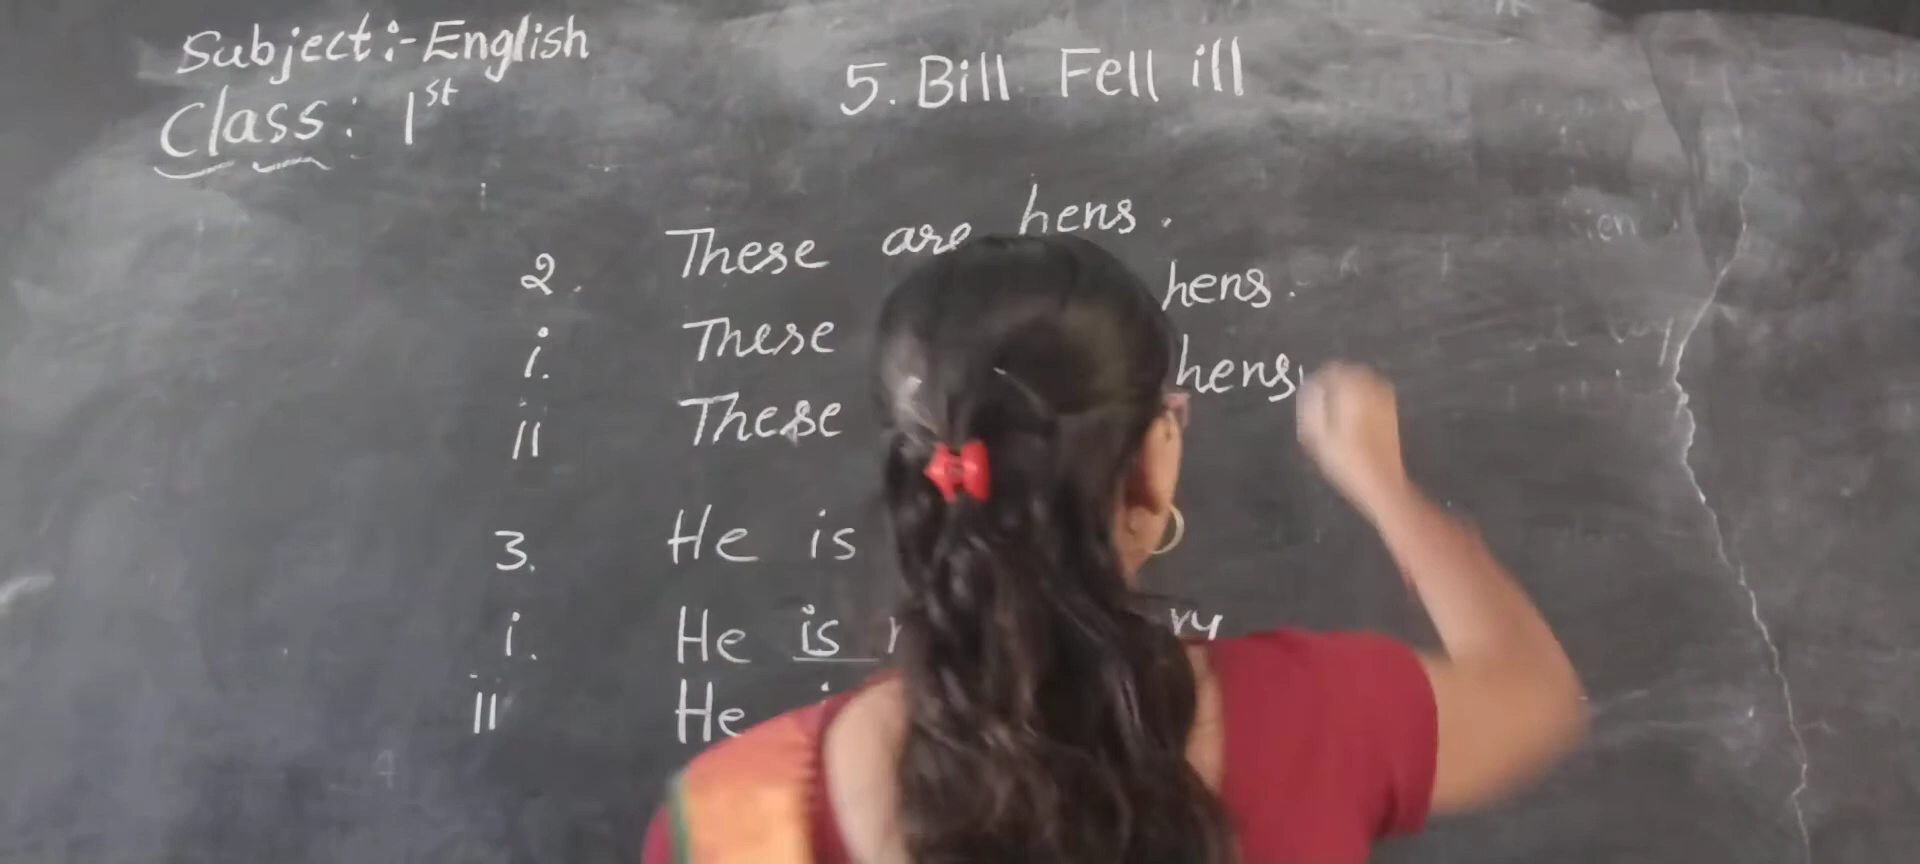 Subject:- English
Class: 1st
5. Bill Fell ill
2. These are hens.
i. These hens.
ii These hens
3. He is
i. He is
ii He